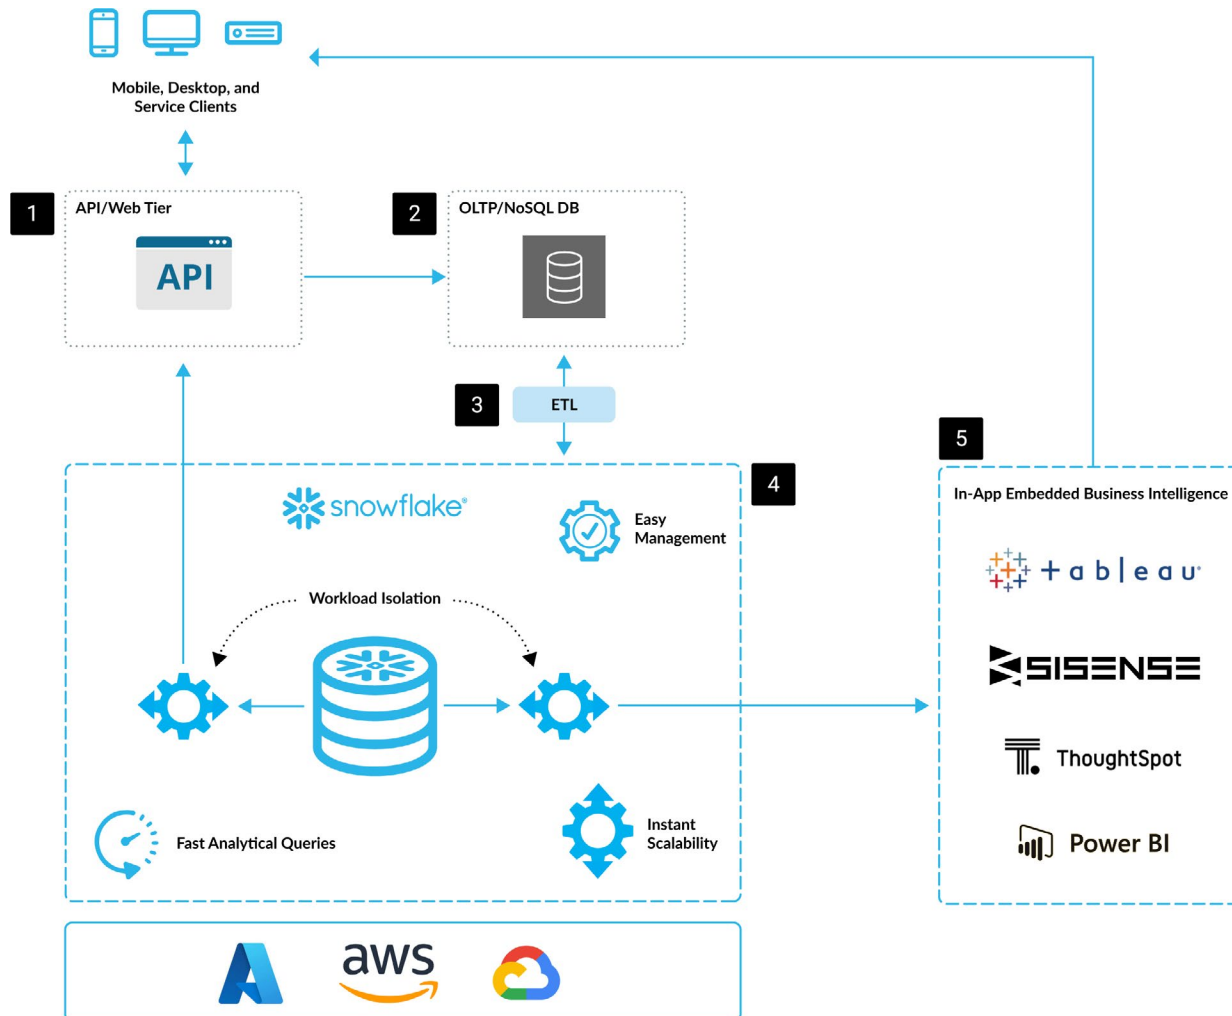 Mobile, Desktop, and
Service Clients
1
API/Web Tier
API
2
OLTP/NoSQL DB
3
ETL
4
snowflake®
Easy
Management
Workload Isolation
Fast Analytical Queries
Instant
Scalability
5
In-App Embedded Business Intelligence
+ a b l e a u®
SISENSE
ThoughtSpot
Power BI
aws